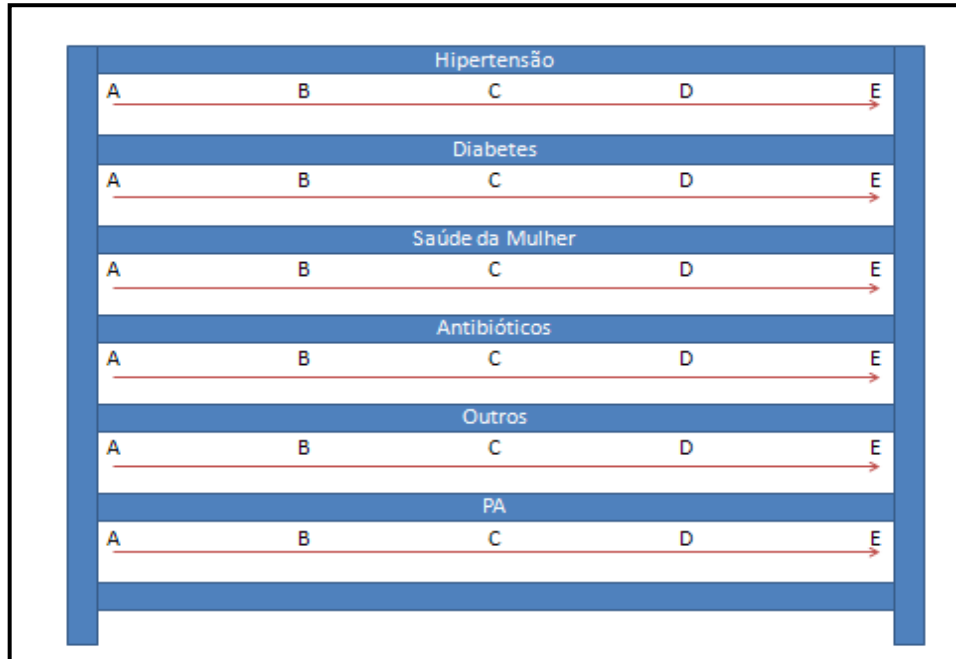 Hipertensão
A B C D E
Diabetes
A B C D E
Saúde da Mulher
A B C D E
Antibióticos
A B C D E
Outros
A B C D E
PA
A B C D E